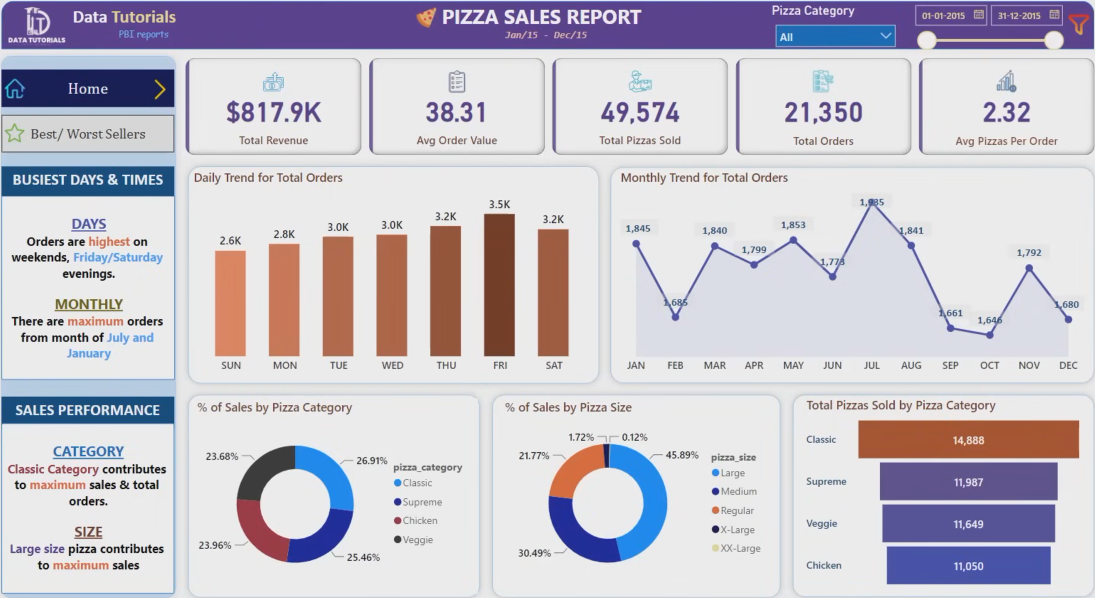 DATA TUTORIALS
Data Tutorials
PBI reports
PIZZA SALES REPORT
Jan/15 - Dec/15
Pizza Category
All
01-01-2015
31-12-2015
Home
Best/ Worst Sellers
BUSIEST DAYS & TIMES
DAYS
Orders are highest on
weekends, Friday/Saturday
evenings.
MONTHLY
There are maximum orders
from month of July and
January
SALES PERFORMANCE
CATEGORY
Classic Category contributes
to maximum sales & total
orders.
SIZE
Large size pizza contributes
to maximum sales
$817.9K
Total Revenue
38.31
Avg Order Value
49,574
Total Pizzas Sold
21,350
Total Orders
2.32
Avg Pizzas Per Order
Daily Trend for Total Orders
2.6K
2.8K
3.0K
3.0K
3.2K
3.5K
3.2K
SUN MON TUE WED THU FRI SAT
Monthly Trend for Total Orders
1,845
1,685
1,840
1,799
1,853
1,773
1,935
1,841
1,661
1,646
1,792
1,680
JAN FEB MAR APR MAY JUN JUL AUG SEP OCT NOV DEC
% of Sales by Pizza Category
23.68%
26.91%
23.96%
25.46%
pizza_category
Classic
Supreme
Chicken
Veggie
% of Sales by Pizza Size
1.72%
0.12%
21.77%
45.89%
30.49%
pizza_size
Large
Medium
Regular
X-Large
XX-Large
Total Pizzas Sold by Pizza Category
Classic 14,888
Supreme 11,987
Veggie 11,649
Chicken 11,050